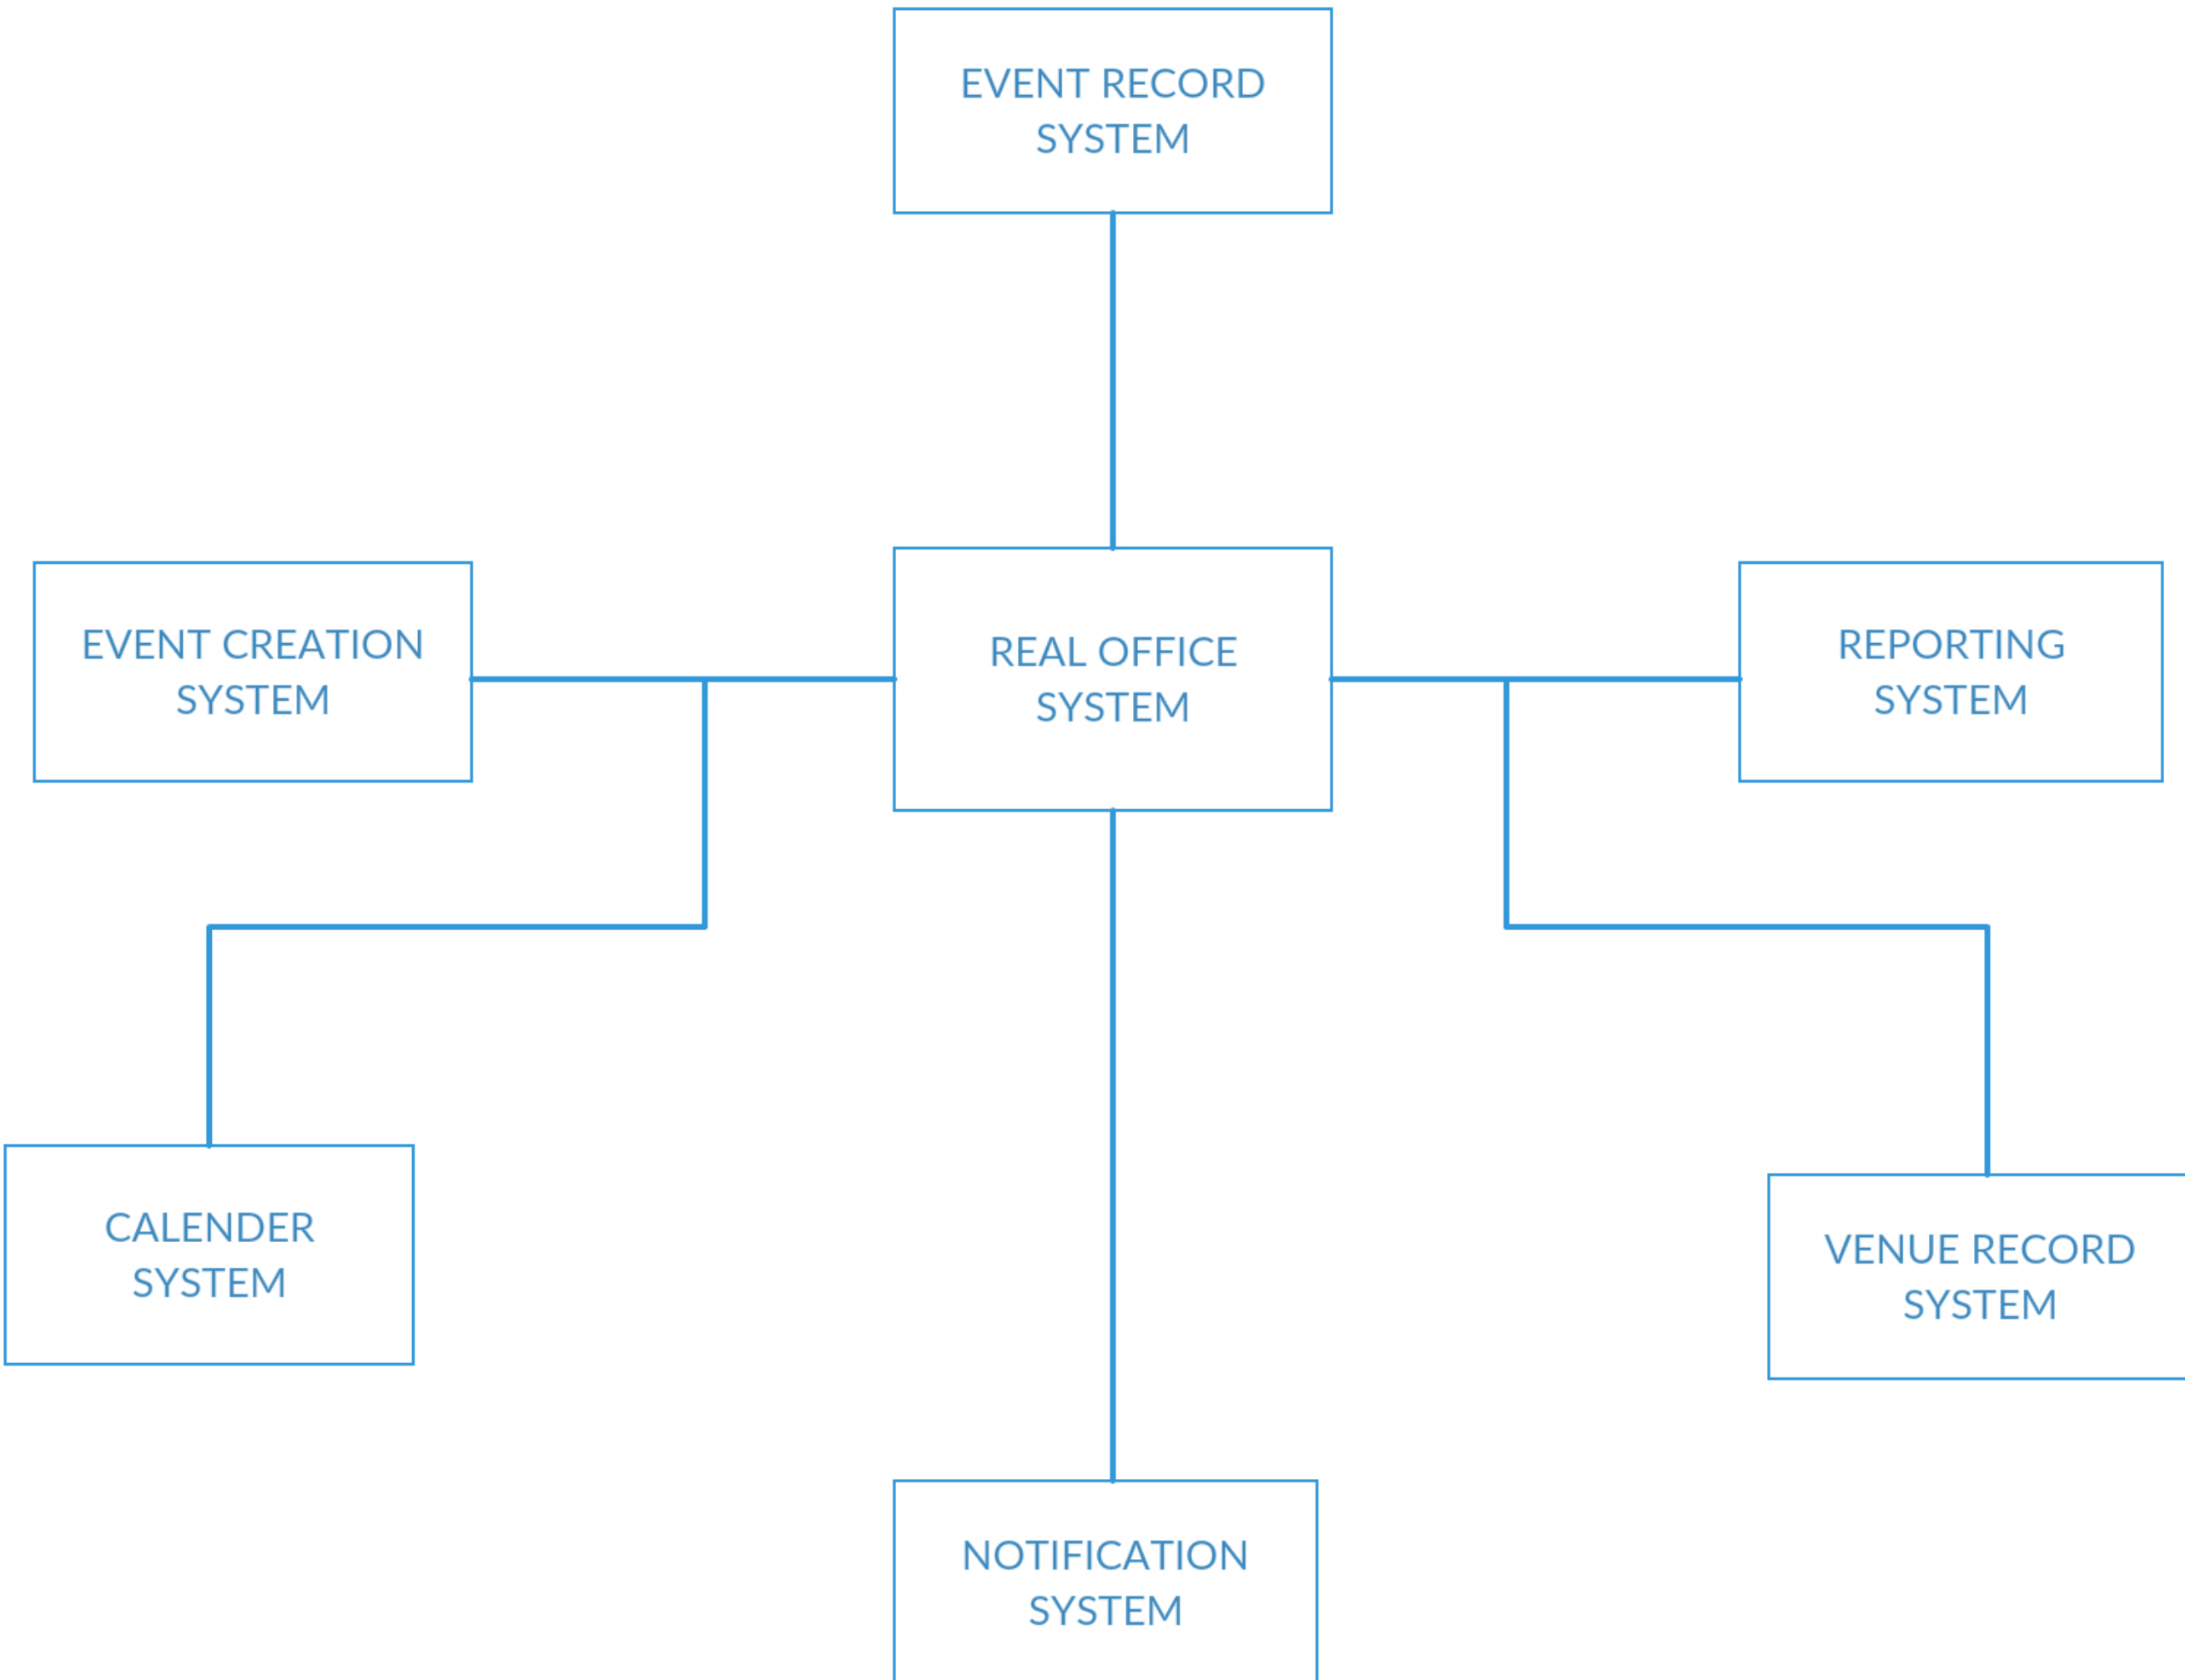 EVENT RECORD
SYSTEM
EVENT CREATION
SYSTEM
REAL OFFICE
SYSTEM
REPORTING
SYSTEM
CALENDER
SYSTEM
VENUE RECORD
SYSTEM
NOTIFICATION
SYSTEM